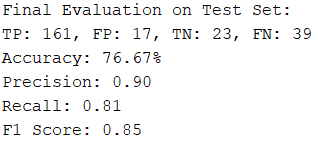 Final Evaluation on Test Set:
TP: 161, FP: 17, TN: 23, FN: 39
Accuracy: 76.67%
Precision: 0.90
Recall: 0.81
F1 Score: 0.85